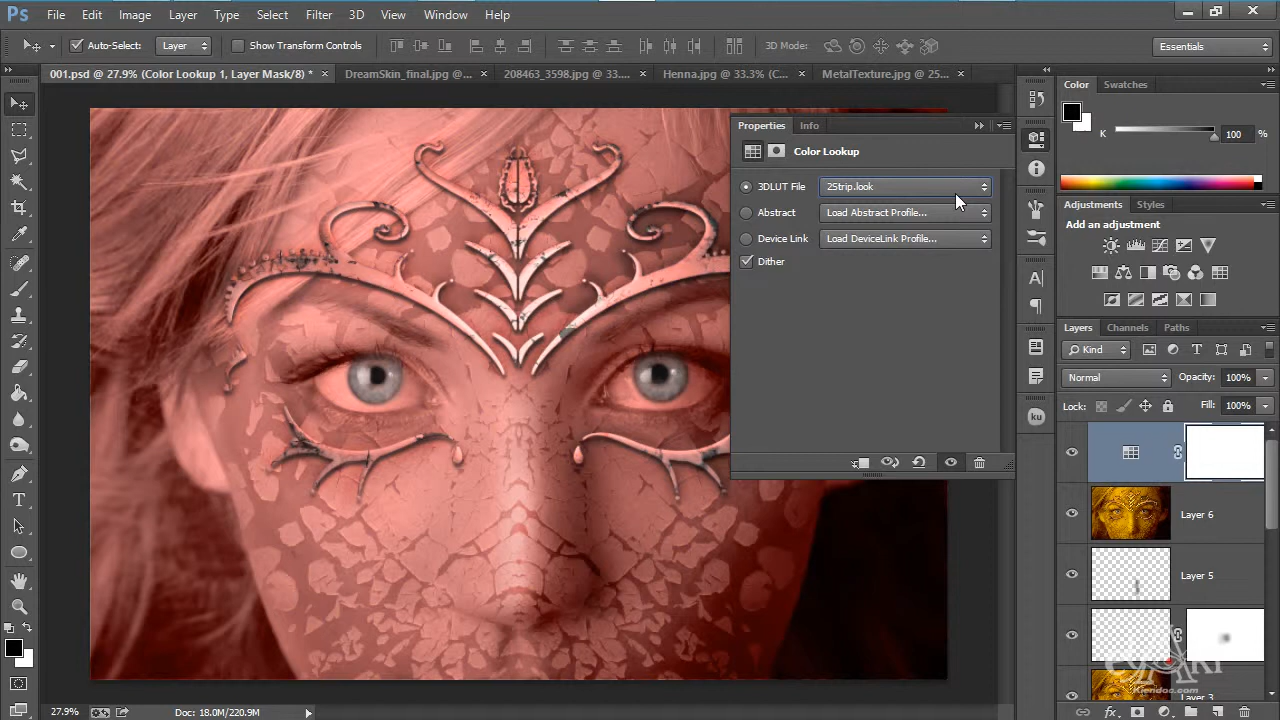 Ps File Edit Image Layer Type Select Filter 3D View Window Help
Auto-Select: Layer Show Transform Controls 3D Mode: Essentials
001.psd @ 27.9% (Color Lookup 1, Layer Mask/8) * × DreamSkin_final.jpg @... × 208463_3598.jpg @ 33.... × Henna.jpg @ 33.3% (C... × MetalTexture.jpg @ 25... ×
Color Swatches
K 100 %
Properties Info
Color Lookup
3DLUT File 2Strip.look
Abstract Load Abstract Profile...
Device Link Load DeviceLink Profile...
Dither
Adjustments Styles
Add an adjustment
Layers Channels Paths
Kind
Normal Opacity: 100%
Lock: Fill: 100%
Layer 6
Layer 5
Layer 3
Kiendoc.com
27.9% Doc: 18.0M/220.9M